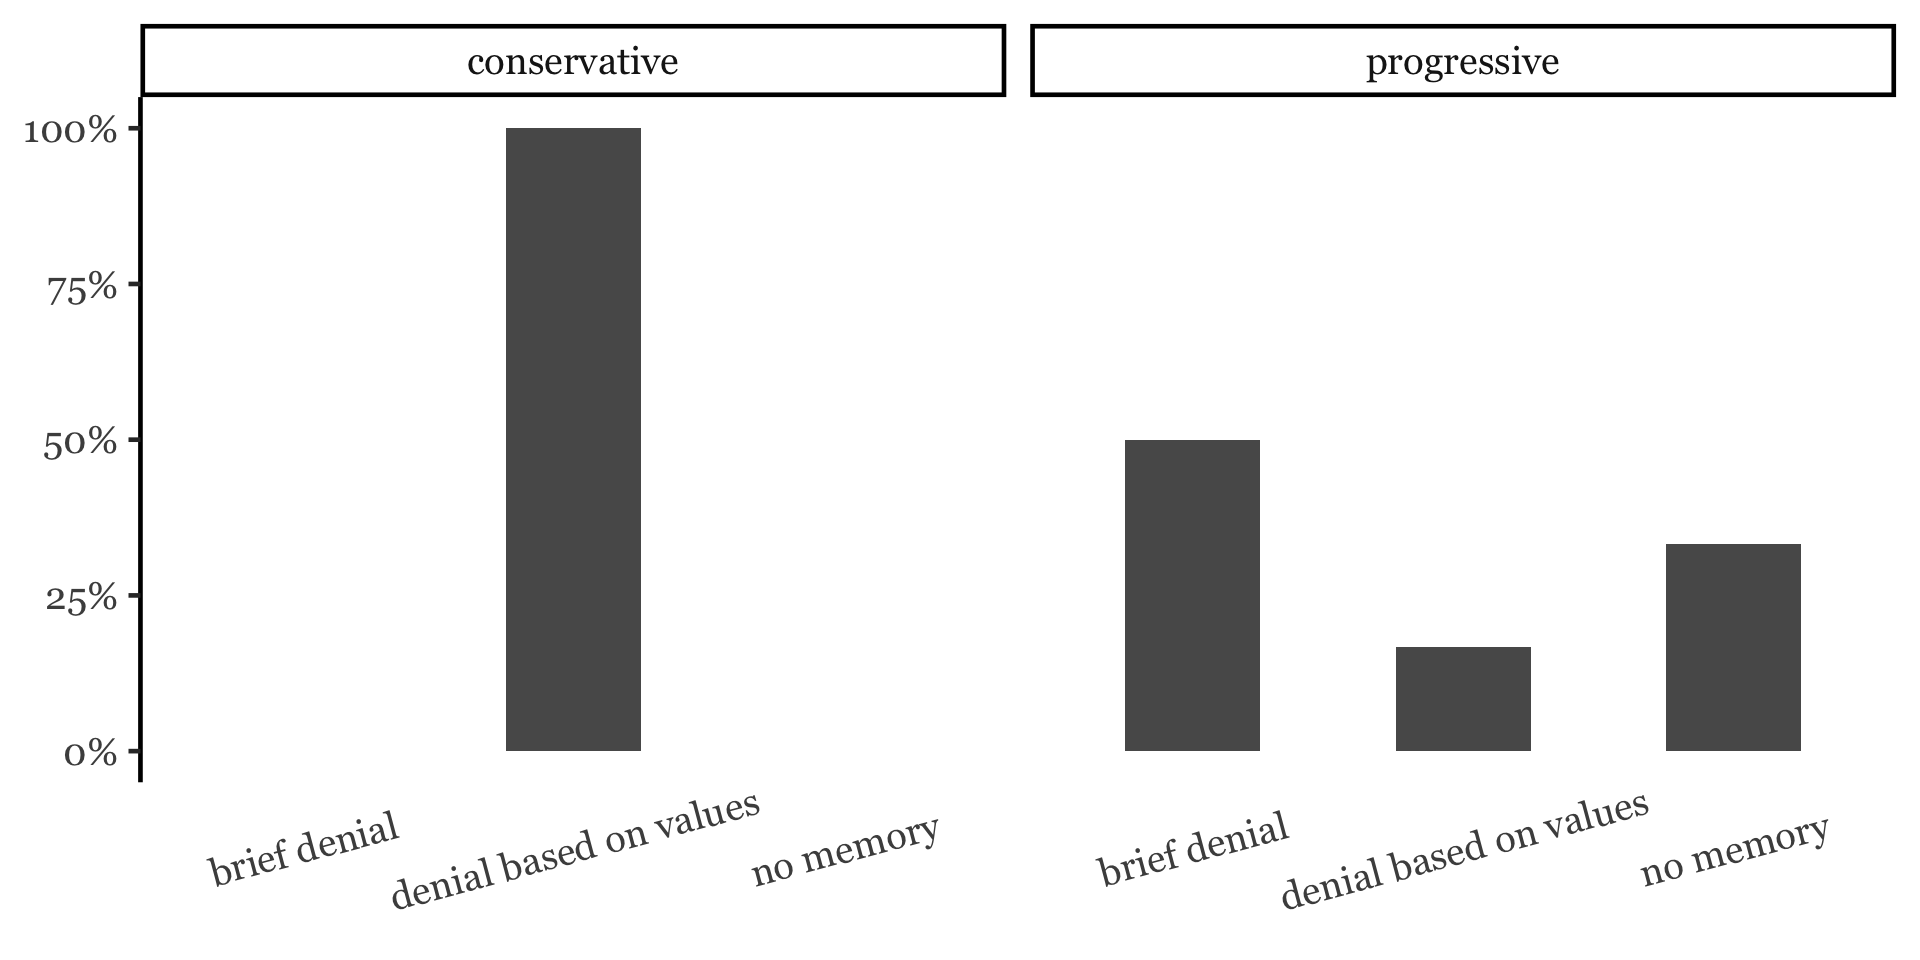 conservative
progressive
100%
75%
50%
25%
0%
brief denial
denial based on values
no memory
brief denial
denial based on values
no memory